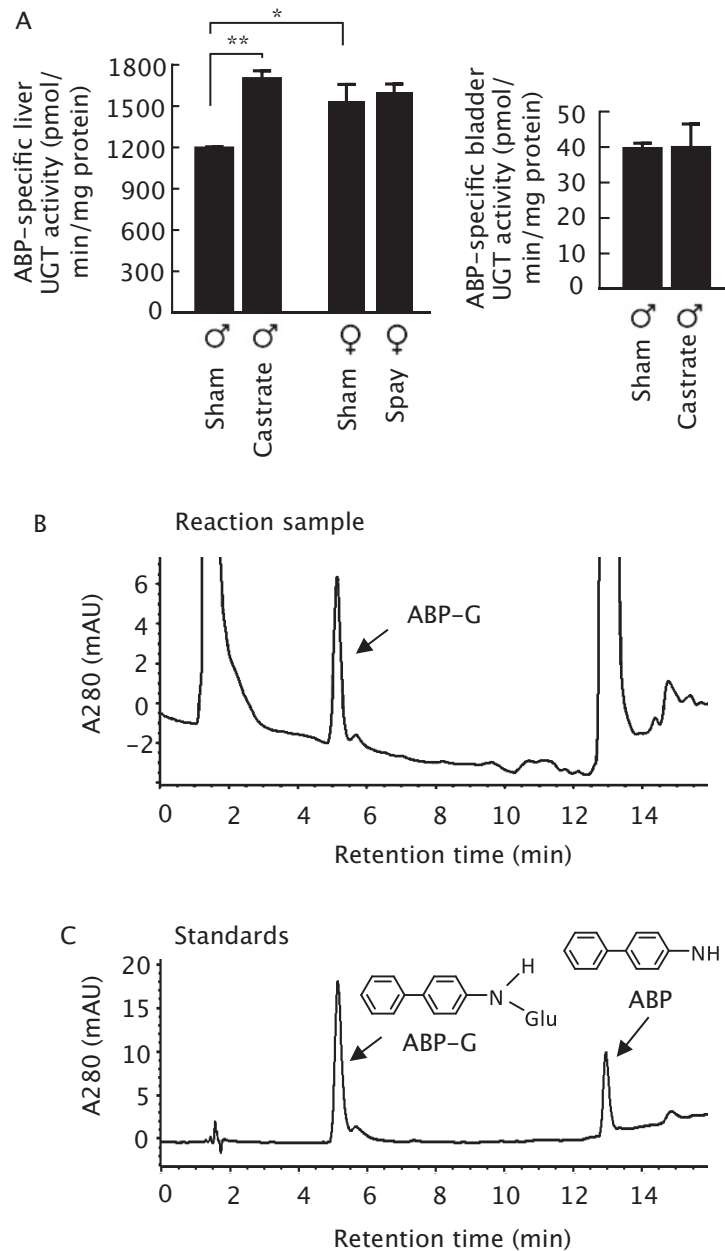 A
*
**
ABP-specific liver
UGT activity (pmol/
min/mg protein)
1800
1500
1200
900
600
300
0
♂
♂
♀
♀
Sham
Castrate
Sham
Spay
ABP-specific bladder
UGT activity (pmol/
min/mg protein)
50
40
30
20
10
0
♂
♂
Sham
Castrate
B
Reaction sample
A280 (mAU)
6
4
2
0
-2
ABP-G
0 2 4 6 8 10 12 14
Retention time (min)
C
Standards
A280 (mAU)
20
15
10
5
0
H
N
Glu
ABP-G
NH
ABP
0 2 4 6 8 10 12 14
Retention time (min)